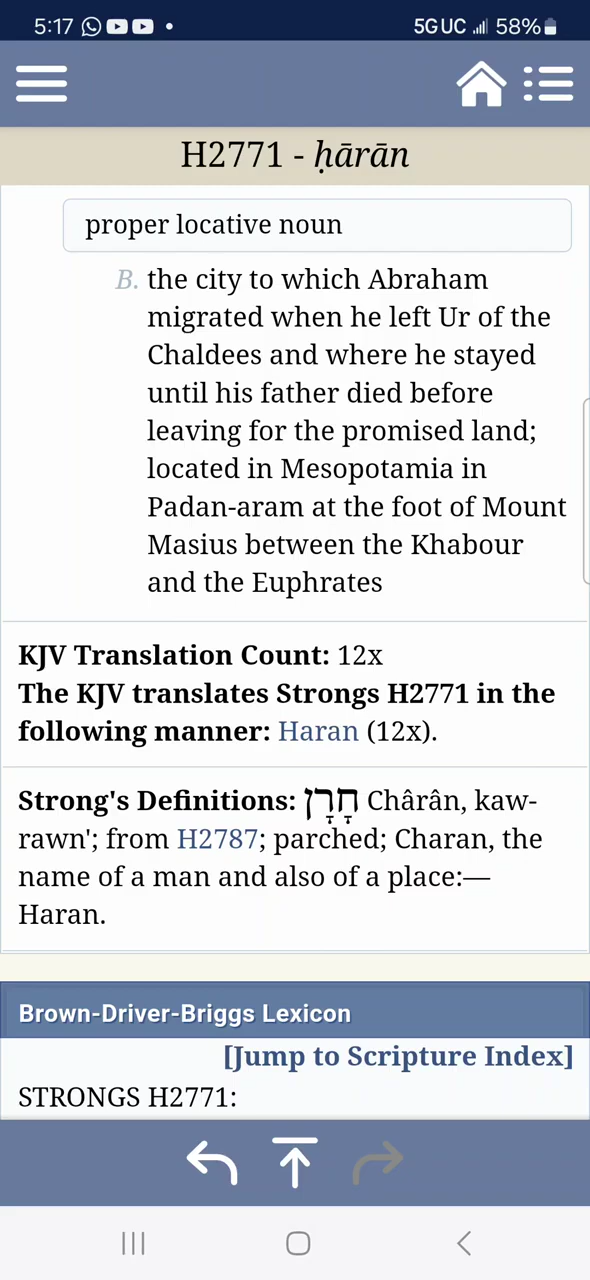 5:17 5GUC 58%
H2771 - ḥārān
proper locative noun
B. the city to which Abraham
migrated when he left Ur of the
Chaldees and where he stayed
until his father died before
leaving for the promised land;
located in Mesopotamia in
Padan-aram at the foot of Mount
Masius between the Khabour
and the Euphrates
KJV Translation Count: 12x
The KJV translates Strongs H2771 in the
following manner: Haran (12x).
Strong's Definitions: חָרָן Chârân, kaw-
rawn'; from H2787; parched; Charan, the
name of a man and also of a place:—
Haran.
Brown-Driver-Briggs Lexicon
[Jump to Scripture Index]
STRONGS H2771: